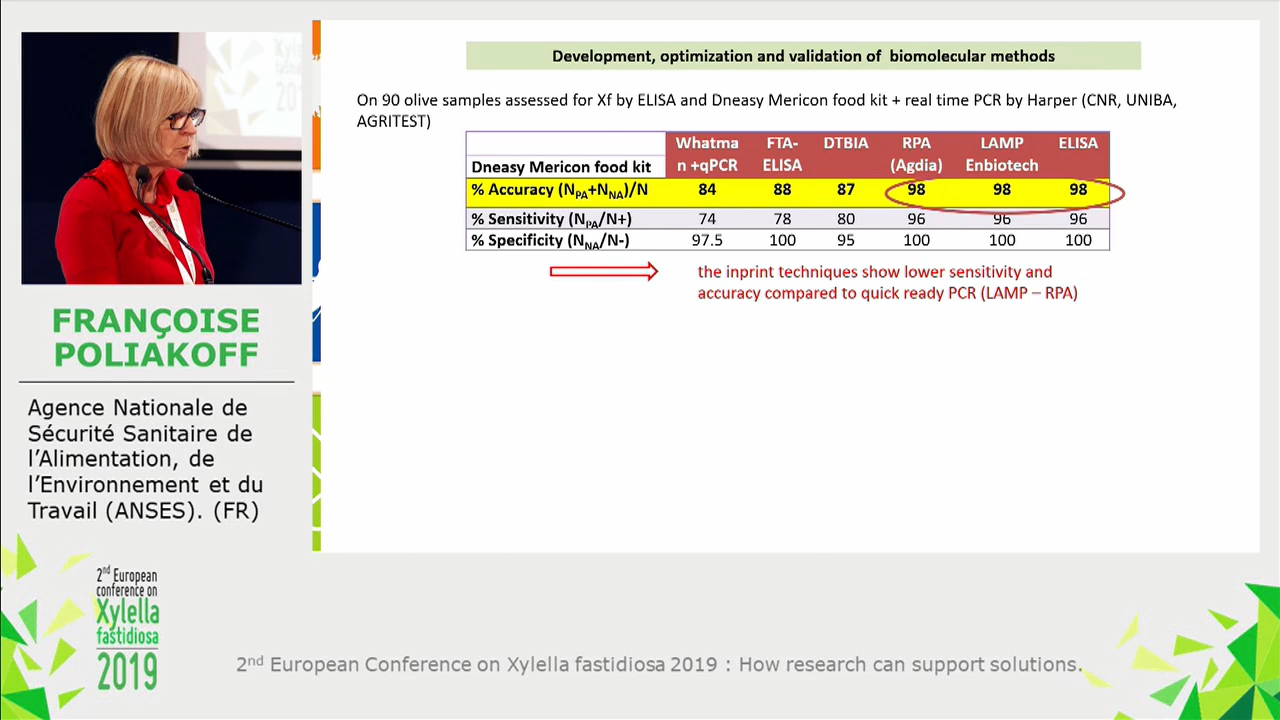 Development, optimization and validation of biomolecular methods
On 90 olive samples assessed for Xf by ELISA and Dneasy Mericon food kit + real time PCR by Harper (CNR, UNIBA,
AGRITEST)
Dneasy Mericon food kit
Whatma
n +qPCR
FTA-
ELISA
DTBIA
RPA
(Agdia)
LAMP
Enbiotech
ELISA
% Accuracy (NPA+NNA)/N 84 88 87 98 98 98
% Sensitivity (NPA/N+) 74 78 80 96 96 96
% Specificity (NNA/N-) 97.5 100 95 100 100 100
the inprint techniques show lower sensitivity and
accuracy compared to quick ready PCR (LAMP – RPA)
FRANÇOISE
POLIAKOFF
Agence Nationale de
Sécurité Sanitaire de
l’Alimentation, de
l’Environnement et du
Travail (ANSES). (FR)
2nd European
conference on
Xylella
fastidiosa
2019
2nd European Conference on Xylella fastidiosa 2019 : How research can support solutions.